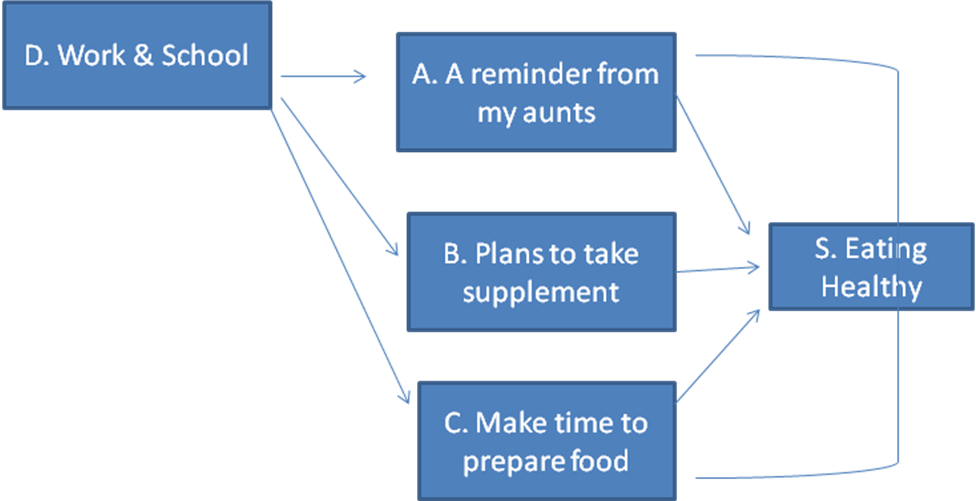 D. Work & School
A. A reminder from
my aunts
B. Plans to take
supplement
S. Eating
Healthy
C. Make time to
prepare food